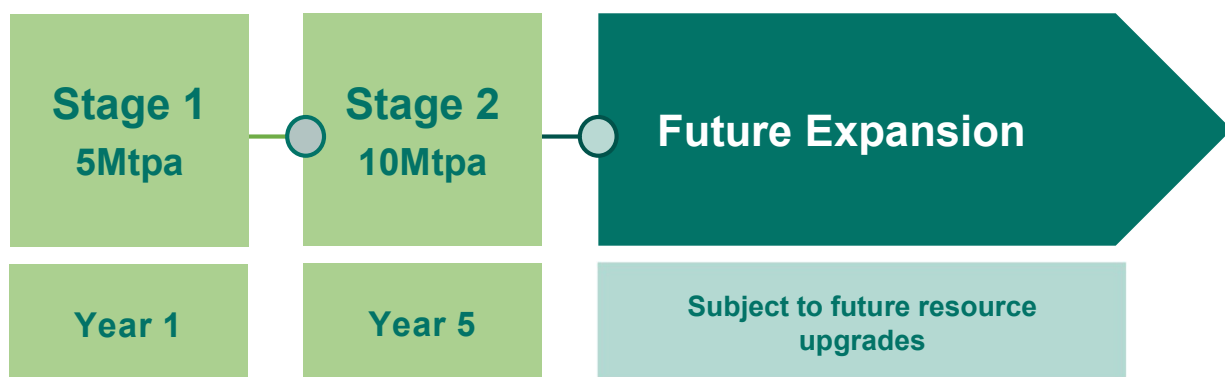 Stage 1
5Mtpa
Stage 2
10Mtpa
Future Expansion
Year 1
Year 5
Subject to future resource
upgrades